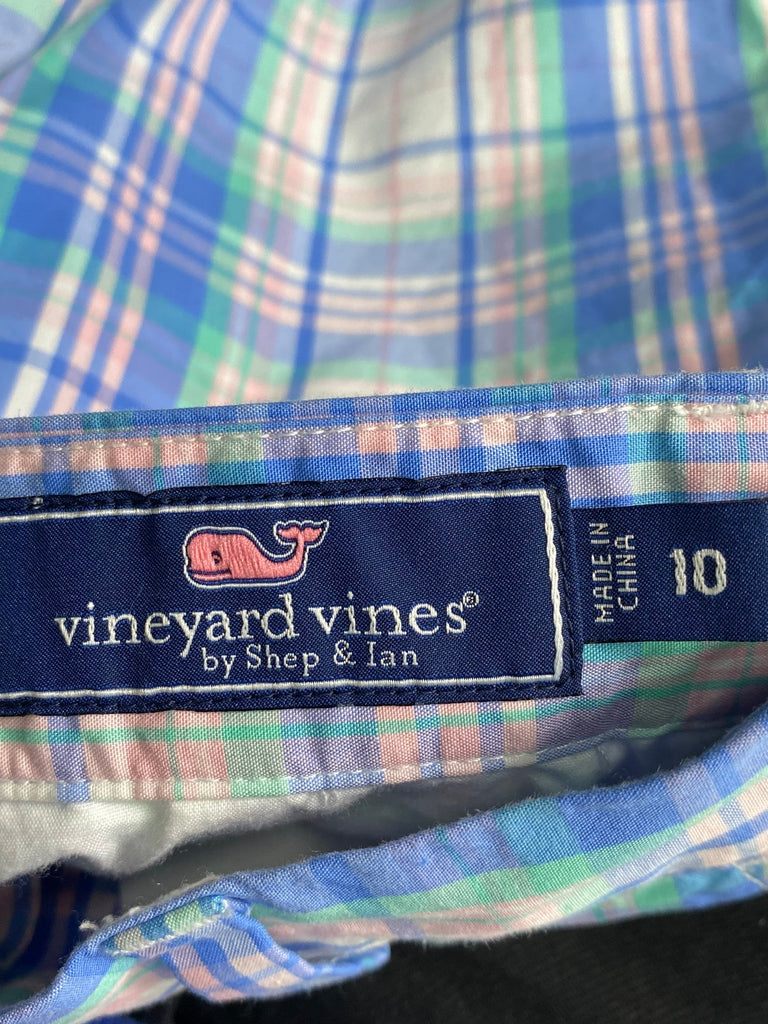 vineyard vines®
by Shep & Ian
MADE IN
CHINA
10